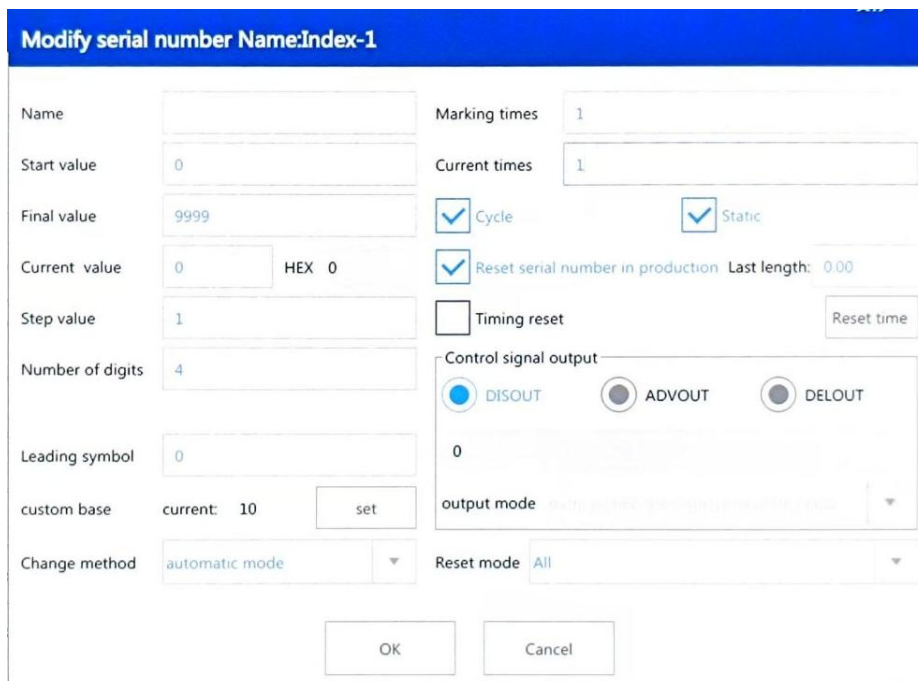 Modify serial number Name:Index-1
Name
Start value 0
Final value 9999
Current value 0 HEX 0
Step value 1
Number of digits 4
Leading symbol 0
custom base current: 10 set
Change method automatic mode
Marking times 1
Current times 1
Cycle Static
Reset serial number in production Last length: 0.00
Timing reset Reset time
Control signal output
DISOUT ADVOUT DELOUT
0
output mode
Reset mode All
OK Cancel